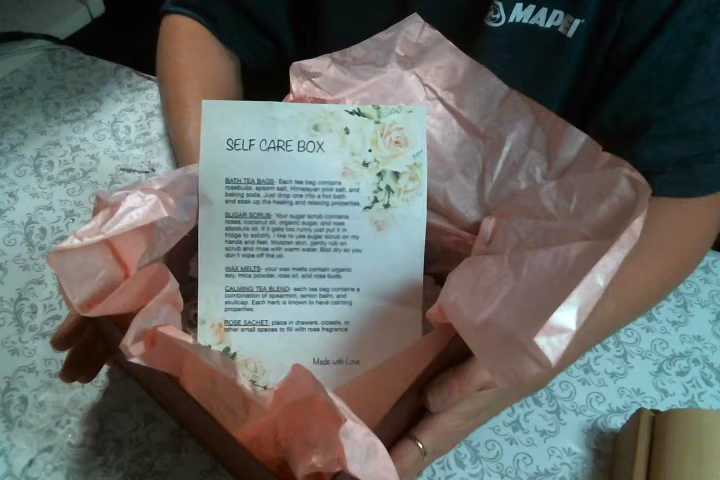 MAPEI
SELF CARE BOX
BATH TEA BAGS- Each tea bag contains
rosebuds, epsom salt, Himalayan pink salt, and
baking soda. Just drop one into a hot bath
and soak up the healing and relaxing properties.
SUGAR SCRUB- Your sugar scrub contains
roses, coconut oil, organic sugar, and rose
absolute oil. If it gets too runny just put it in
fridge to solidify. I like to use sugar scrub on my
hands and feet. Moisten skin, gently rub on
scrub and rinse with warm water. Blot dry so you
don't wipe off the oil.
WAX MELTS- your wax melts contain organic
soy, mica powder, rose oil, and rose buds.
CALMING TEA BLEND- each tea bag contains a
combination of spearmint, lemon balm, and
skullcap. Each herb is known to have calming
properties.
ROSE SACHET- place in drawers, closets, or
other small spaces to fill with rose fragrance
Made with Love